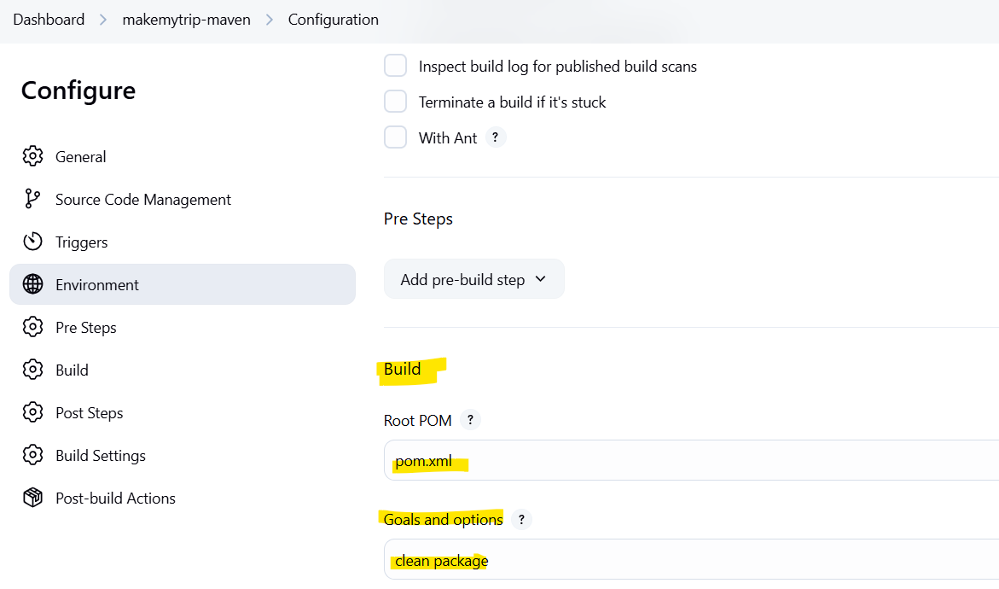 Dashboard > makemytrip-maven > Configuration
Configure
General
Source Code Management
Triggers
Environment
Pre Steps
Build
Post Steps
Build Settings
Post-build Actions
Inspect build log for published build scans
Terminate a build if it's stuck
With Ant ?
Pre Steps
Add pre-build step
Build
Root POM ?
pom.xml
Goals and options ?
clean package